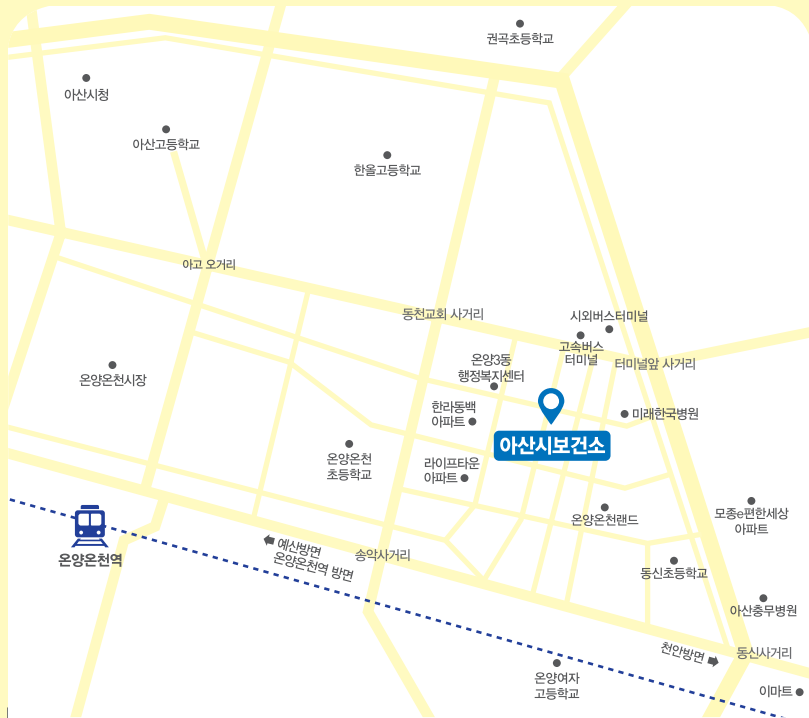 권곡초등학교
아산시청
아산고등학교
한올고등학교
아고 오거리
동천교회 사거리
시외버스터미널
고속버스
터미널
터미널앞 사거리
온양3동
행정복지센터
온양온천시장
한라동백
아파트
미래한국병원
아산시보건소
온양온천
초등학교
라이프타운
아파트
온양온천랜드
모종e편한세상
아파트
온양온천역
예산방면
온양온천역 방면
송악사거리
동신초등학교
아산충무병원
천안방면
동신사거리
온양여자
고등학교
이마트